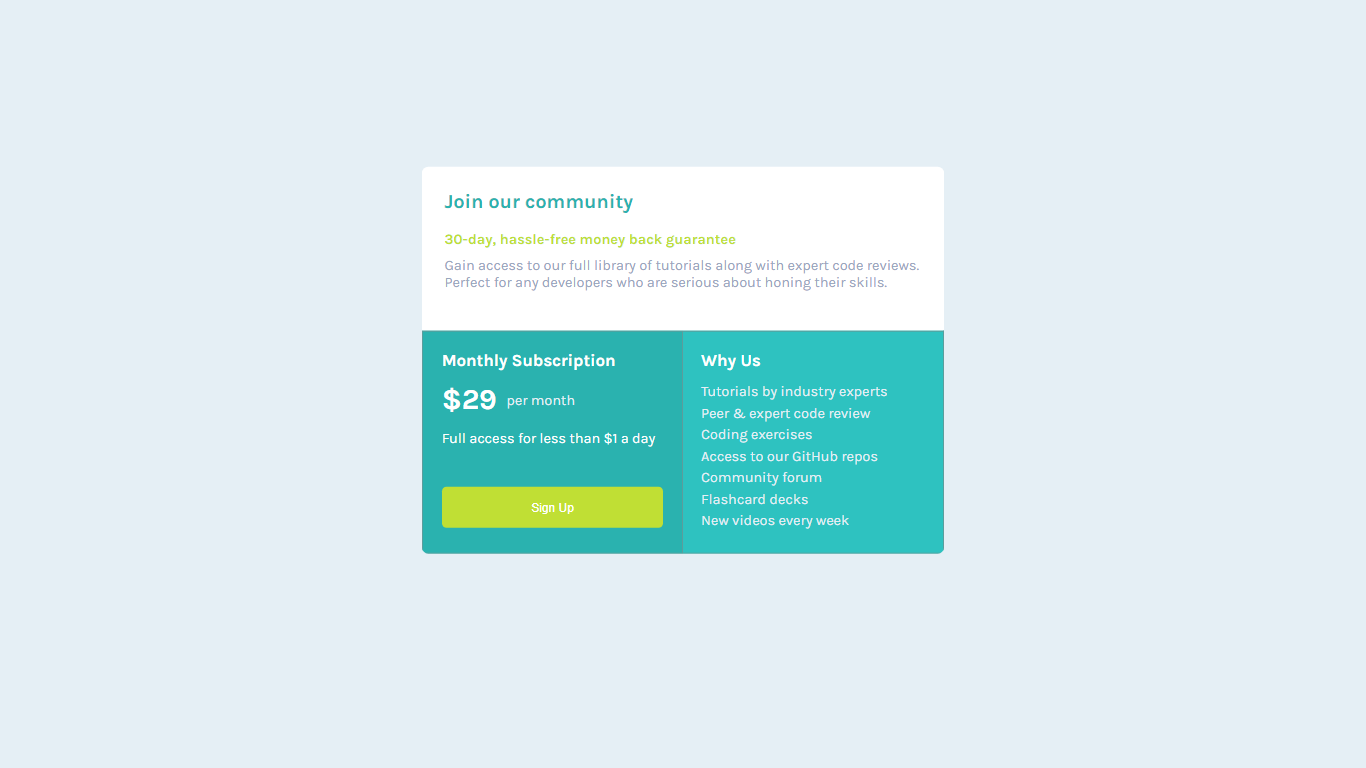 Join our community
30-day, hassle-free money back guarantee
Gain access to our full library of tutorials along with expert code reviews.
Perfect for any developers who are serious about honing their skills.
Monthly Subscription
$29 per month
Full access for less than $1 a day
Sign Up
Why Us
Tutorials by industry experts
Peer & expert code review
Coding exercises
Access to our GitHub repos
Community forum
Flashcard decks
New videos every week